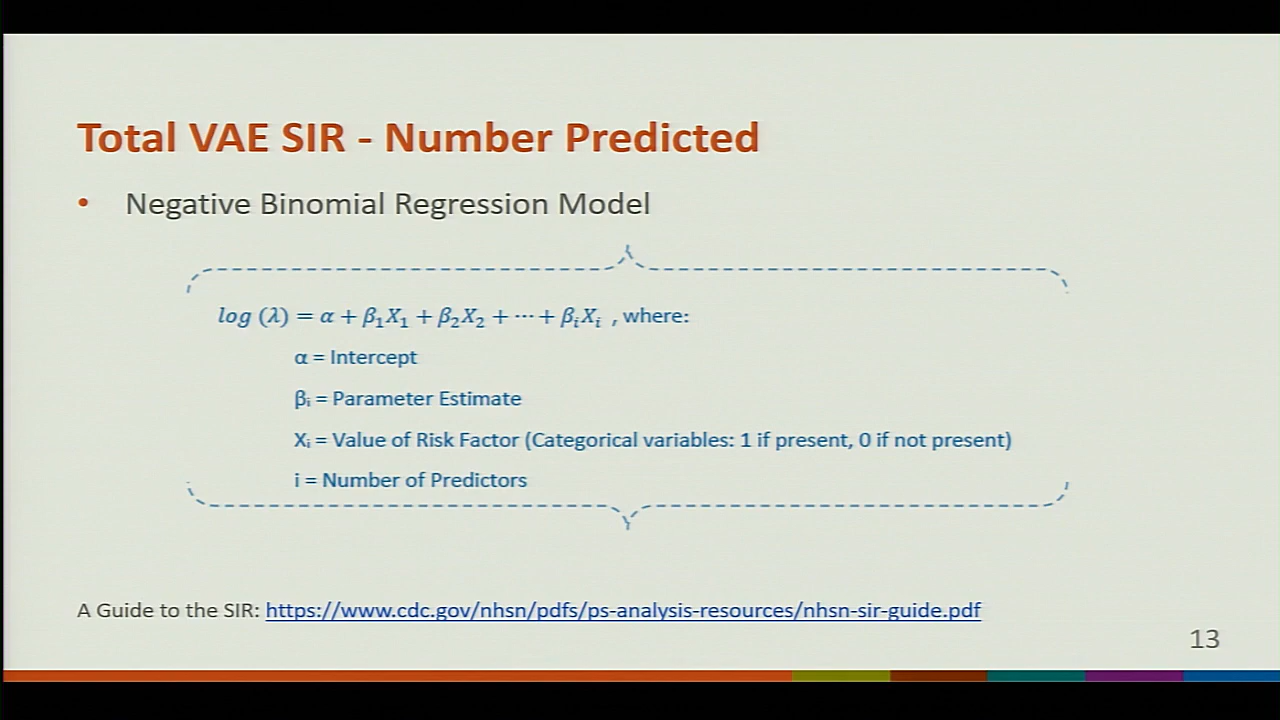 Total VAE SIR - Number Predicted
• Negative Binomial Regression Model
log (λ) = α + β₁X₁ + β₂X₂ + ⋯ + βᵢXᵢ , where:
α = Intercept
βᵢ = Parameter Estimate
Xᵢ = Value of Risk Factor (Categorical variables: 1 if present, 0 if not present)
i = Number of Predictors
A Guide to the SIR: https://www.cdc.gov/nhsn/pdfs/ps-analysis-resources/nhsn-sir-guide.pdf
13